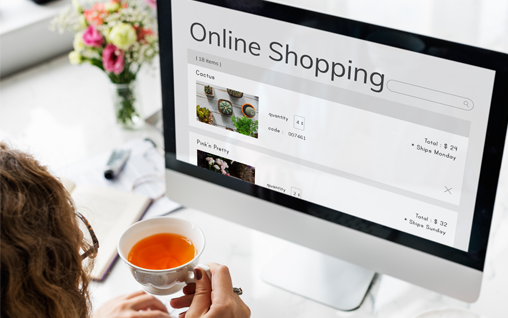 Online Shopping
( 18 items )
Cactus
quantity 4
code : 007461
Total : $ 24
• Ships Monday
Pink's Pretty
quantity 2
Total : $ 32
• Ships Sunday